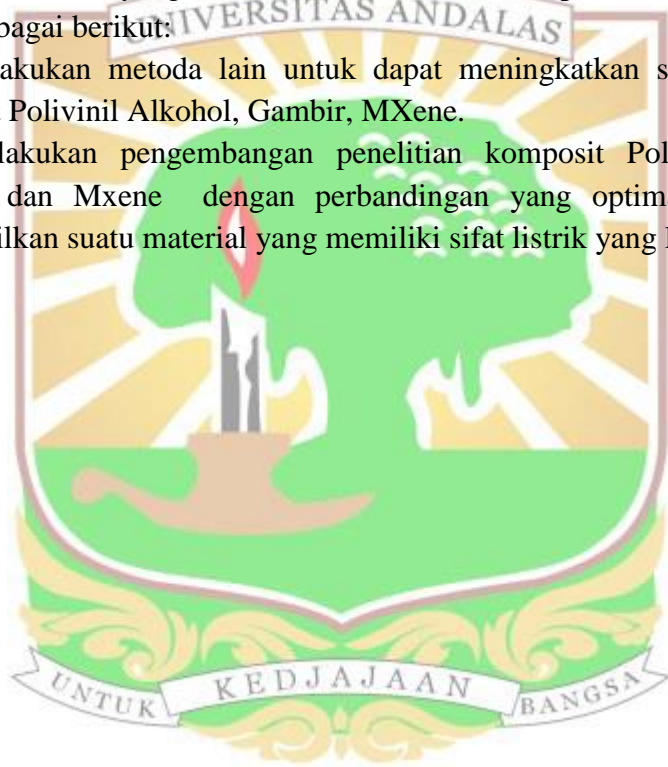 bagai berikut:
UNIVERSITAS ANDALAS
akukan metoda lain untuk dapat meningkatkan s
Polivinil Alkohol, Gambir, MXene.
lakukan pengembangan penelitian komposit Pol
dan Mxene dengan perbandingan yang optima
ilkan suatu material yang memiliki sifat listrik yang
UNTUK KEDJAJAAN BANGSA